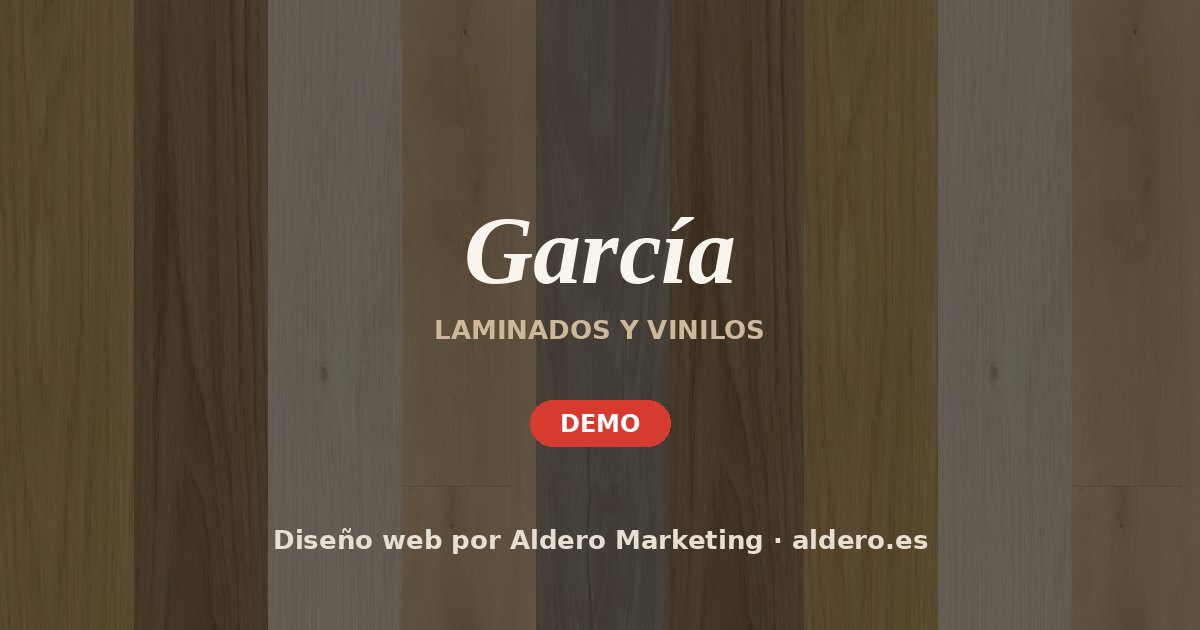 García
LAMINADOS Y VINILOS
DEMO
Diseño web por Aldero Marketing · aldero.es